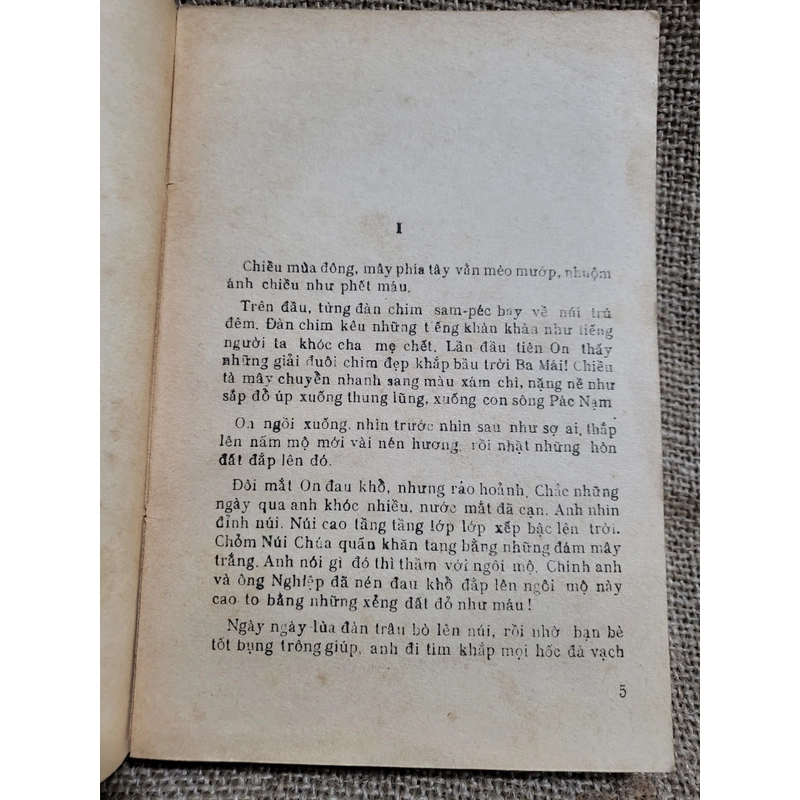 I
Chiều mùa đông, mây phía tây vằn mèo mướp, nhuộm
ánh chiều như phết máu.
Trên đầu, từng đàn chim sam-péc bay về núi trú
đêm. Đàn chim kêu những tiếng khàn khàn như tiếng
người ta khóc cha mẹ chết. Lần đầu tiên On thấy
những giải đuôi chim đẹp khắp bầu trời Ba Mái! Chiều
tà mây chuyển nhanh sang màu xám chì, nặng nề như
sắp đổ úp xuống thung lũng, xuống con sông Pác Nạm
On ngồi xuống, nhìn trước nhìn sau như sợ ai, thắp
lên nấm mộ mới vài nén hương, rồi nhặt những hòn
đất đắp lên đó.
Đôi mắt On đau khổ, nhưng ráo hoảnh. Chắc những
ngày qua anh khóc nhiều, nước mắt đã cạn. Anh nhìn
đỉnh núi. Núi cao tầng tầng lớp lớp xếp bậc lên trời.
Chỏm Núi Chúa quấn khăn tang bằng những đám mây
trắng. Anh nói gì đó thì thầm với ngôi mộ. Chính anh
và ông Nghiệp đã nén đau khổ đắp lên ngôi mộ này
cao to bằng những xẻng đất đỏ như máu!
Ngày ngày lùa đàn trâu bò lên núi, rồi nhờ bạn bè
tốt bụng trông giúp, anh đi tìm khắp mọi hốc đá vạch
5